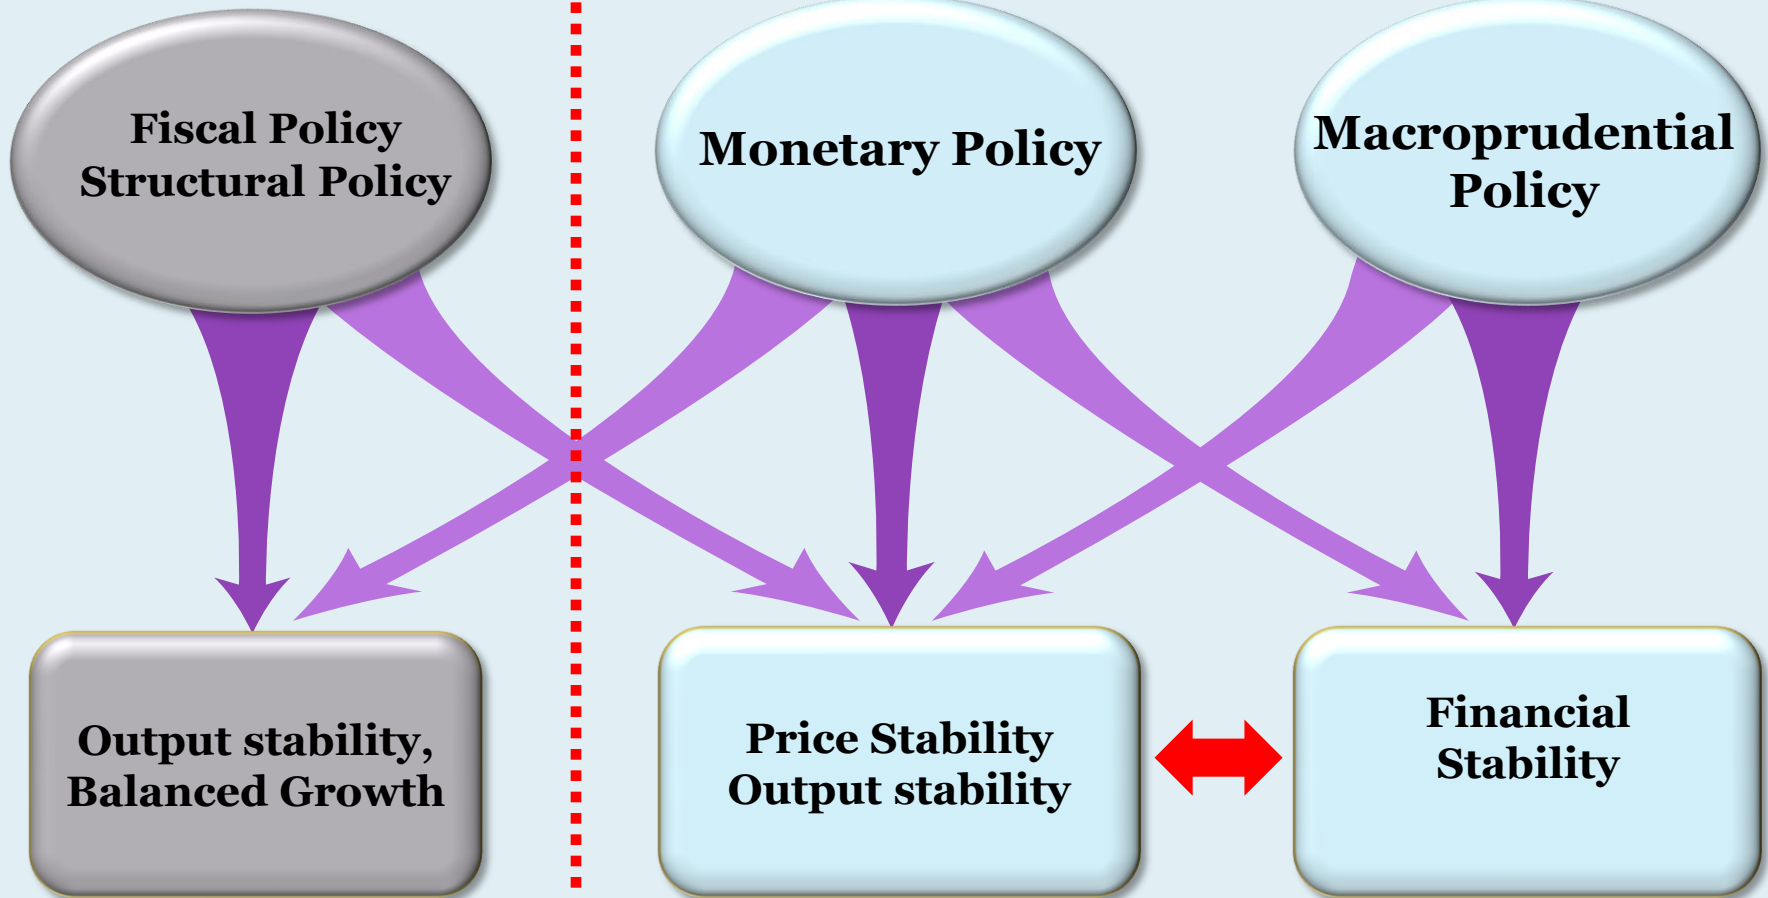 Fiscal Policy
Structural Policy
Monetary Policy
Macroprudential
Policy
Output stability,
Balanced Growth
Price Stability
Output stability
Financial
Stability